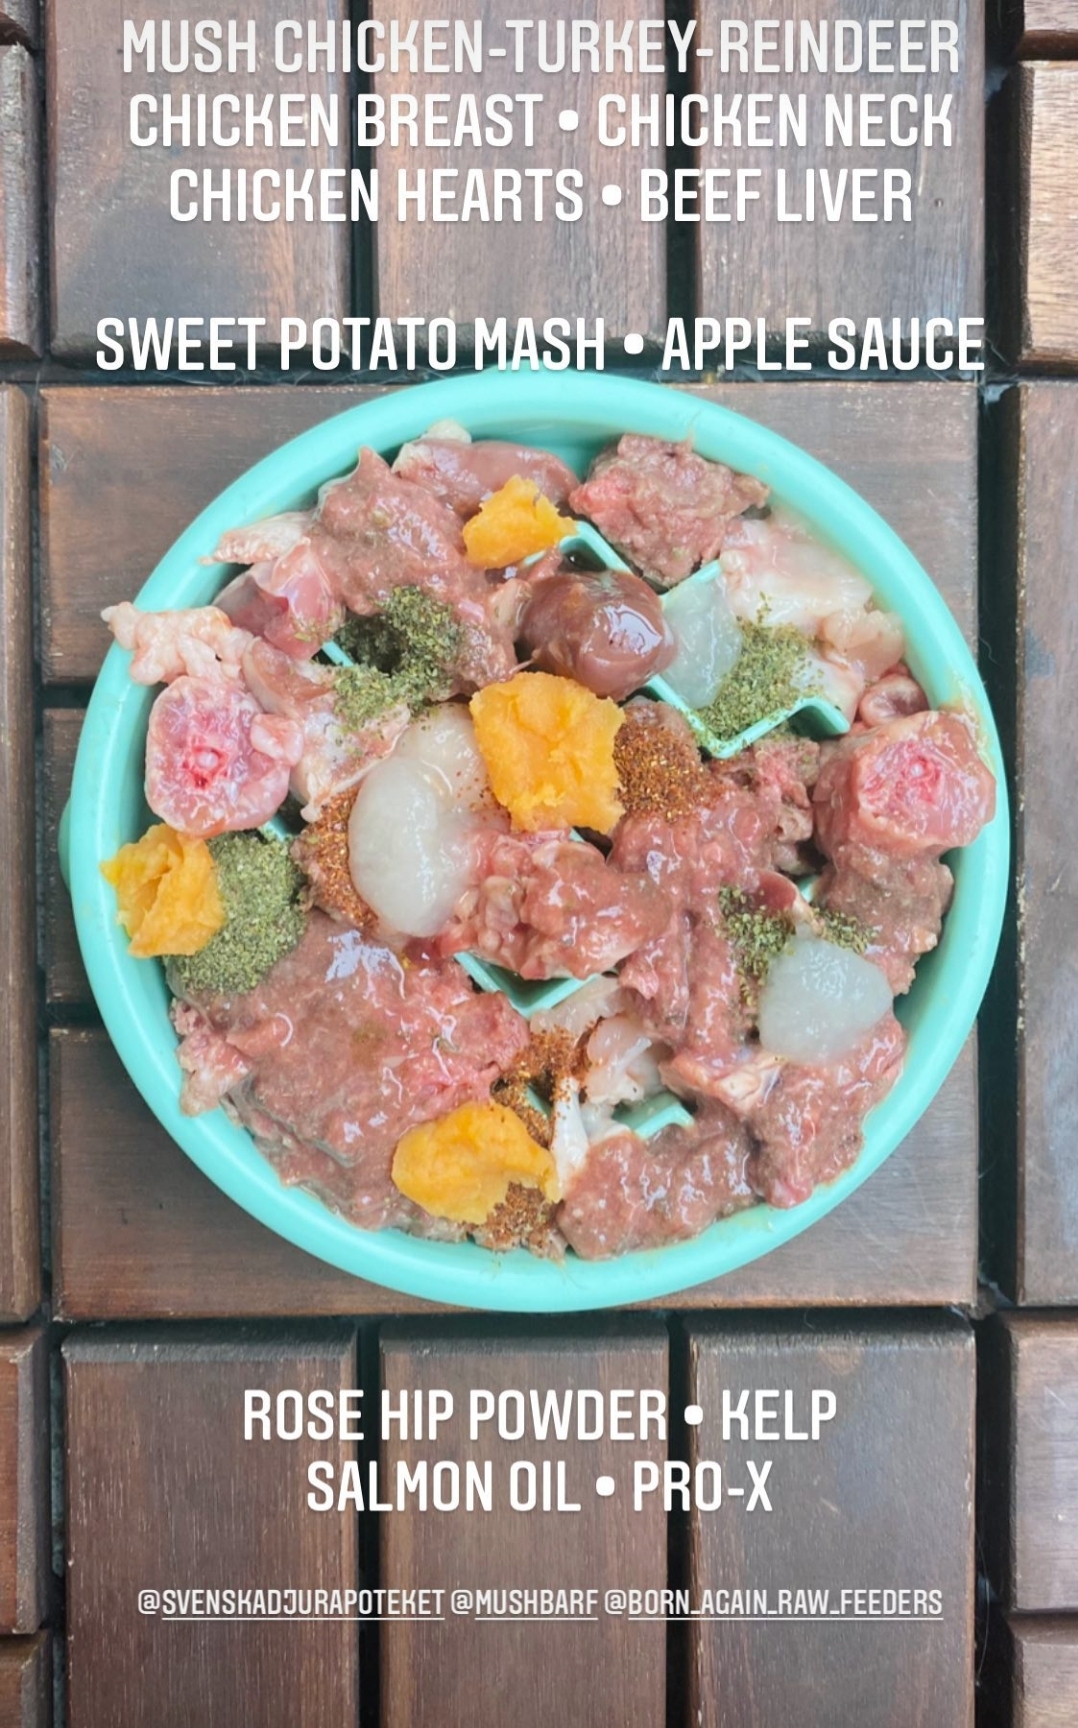 MUSH CHICKEN-TURKEY-REINDEER
CHICKEN BREAST • CHICKEN NECK
CHICKEN HEARTS • BEEF LIVER
SWEET POTATO MASH • APPLE SAUCE
ROSE HIP POWDER • KELP
SALMON OIL • PRO-X
@SVENSKADJURAPOTEKET @MUSHBARF @BORN_AGAIN_RAW_FEEDERS